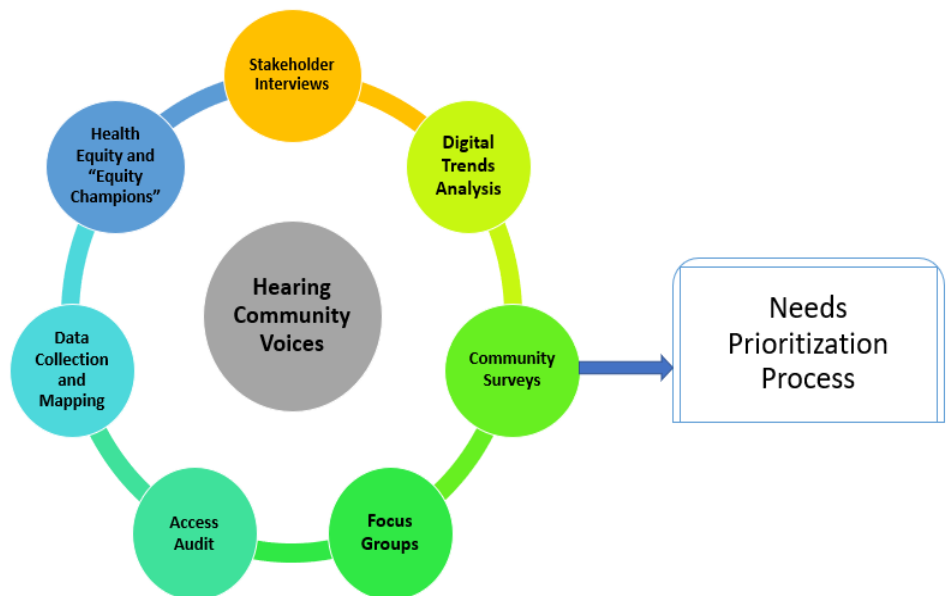 Stakeholder
Interviews
Digital
Trends
Analysis
Community
Surveys
Focus
Groups
Access
Audit
Data
Collection
and
Mapping
Health
Equity and
“Equity
Champions”
Hearing
Community
Voices
Needs
Prioritization
Process